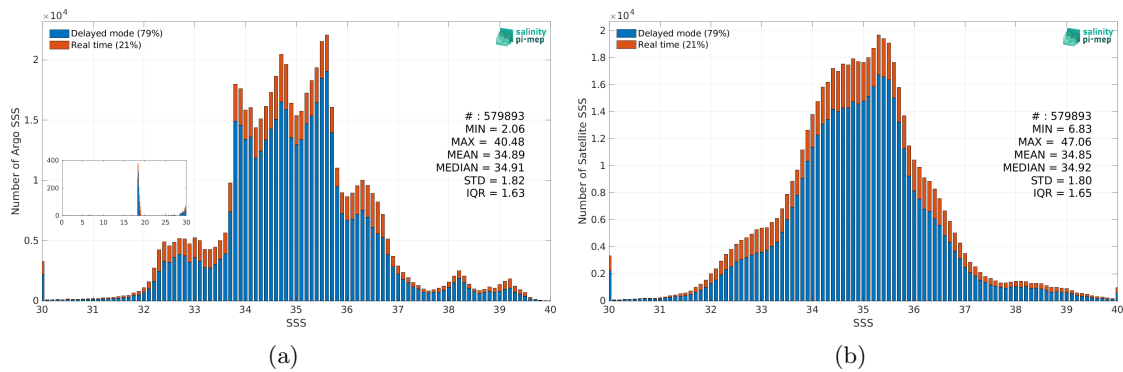 ×10⁴
Delayed mode (79%)
Real time (21%)
salinity
pi-mep
2
1.5
1
0.5
0
Number of Argo SSS
# : 579893
MIN = 2.06
MAX = 40.48
MEAN = 34.89
MEDIAN = 34.91
STD = 1.82
IQR = 1.63
400
200
0
0 5 10 15 20 25 30
30 31 32 33 34 35 36 37 38 39 40
SSS
(a)
×10⁴
Delayed mode (79%)
Real time (21%)
salinity
pi-mep
2
1.8
1.6
1.4
1.2
1
0.8
0.6
0.4
0.2
0
Number of Satellite SSS
# : 579893
MIN = 6.83
MAX = 47.06
MEAN = 34.85
MEDIAN = 34.92
STD = 1.80
IQR = 1.65
30 31 32 33 34 35 36 37 38 39 40
SSS
(b)